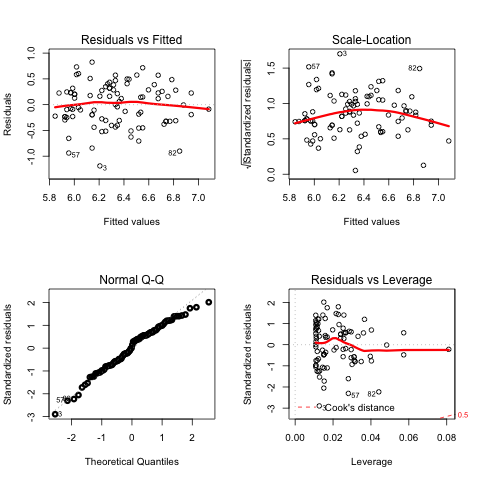 Residuals vs Fitted
Residuals
-1.0 -0.5 0.0 0.5 1.0
57
3
82
5.8 6.0 6.2 6.4 6.6 6.8 7.0
Fitted values
Scale-Location
√|Standardized residuals|
0.0 0.5 1.0 1.5
57
3
82
5.8 6.0 6.2 6.4 6.6 6.8 7.0
Fitted values
Normal Q-Q
Standardized residuals
-3 -2 -1 0 1 2
57
3
-2 -1 0 1 2
Theoretical Quantiles
Residuals vs Leverage
Standardized residuals
-3 -2 -1 0 1 2
57
82
3
Cook's distance
0.5
0.00 0.02 0.04 0.06 0.08
Leverage